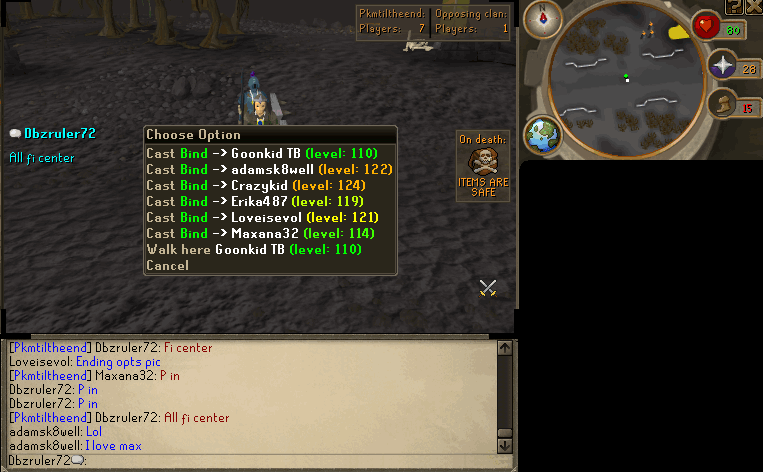 Pkmtiltheend: Opposing clan:
Players: 7 Players: 1
89
28
15
Dbzruler72
All fi center
On death:
ITEMS ARE
SAFE
Choose Option
Cast Bind -> Goonkid TB (level: 110)
Cast Bind -> adamsk8well (level: 122)
Cast Bind -> Crazykid (level: 124)
Cast Bind -> Erika487 (level: 119)
Cast Bind -> Loveisevol (level: 121)
Cast Bind -> Maxana32 (level: 114)
Walk here Goonkid TB (level: 110)
Cancel
[Pkmtiltheend] Dbzruler72: Fi center
Loveisevol: Ending opts pic
[Pkmtiltheend] Maxana32: P in
Dbzruler72: P in
Dbzruler72: P in
[Pkmtiltheend] Dbzruler72: All fi center
adamsk8well: Lol
adamsk8well: I love max
Dbzruler72: